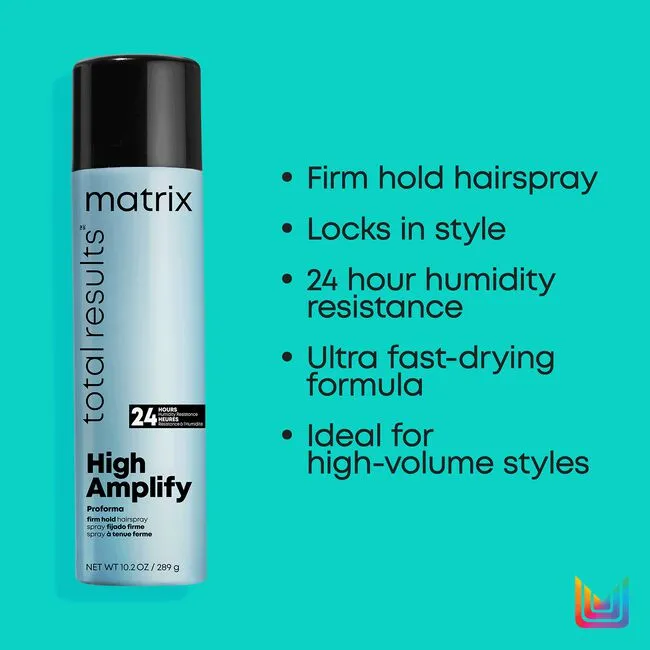 matrix
total results
24 HOURS
Humidity Resistance
HEURES
Résistance à l'Humidité
High
Amplify
Proforma
firm hold hairspray
spray fijado firme
spray à tenue ferme
NET WT 10.2 OZ / 289 g
• Firm hold hairspray
• Locks in style
• 24 hour humidity
resistance
• Ultra fast-drying
formula
• Ideal for
high-volume styles